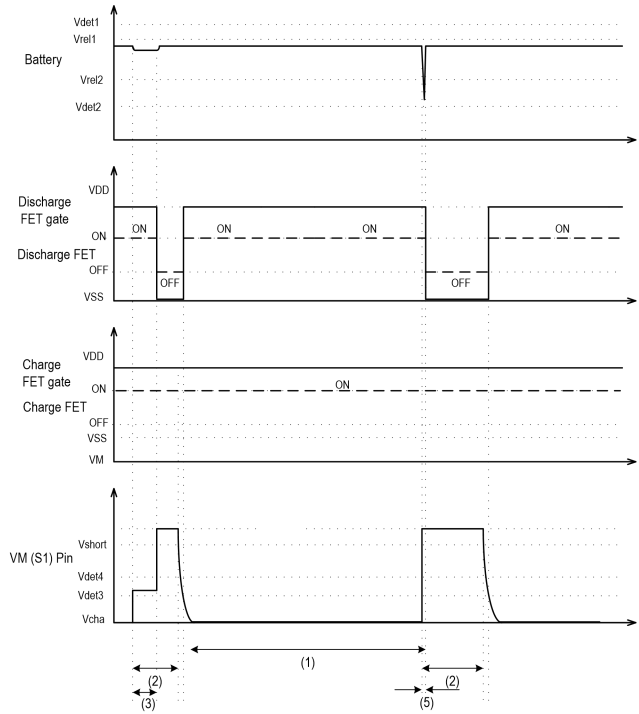 Vdet1
Vrel1
Battery
Vrel2
Vdet2
VDD
Discharge
FET gate
ON ON ON ON
ON
Discharge FET
OFF
OFF OFF
VSS
VDD
Charge
FET gate
ON
ON
Charge FET
OFF
VSS
VM
Vshort
VM (S1) Pin
Vdet4
Vdet3
Vcha
(1)
(2) (2)
(3) (5)